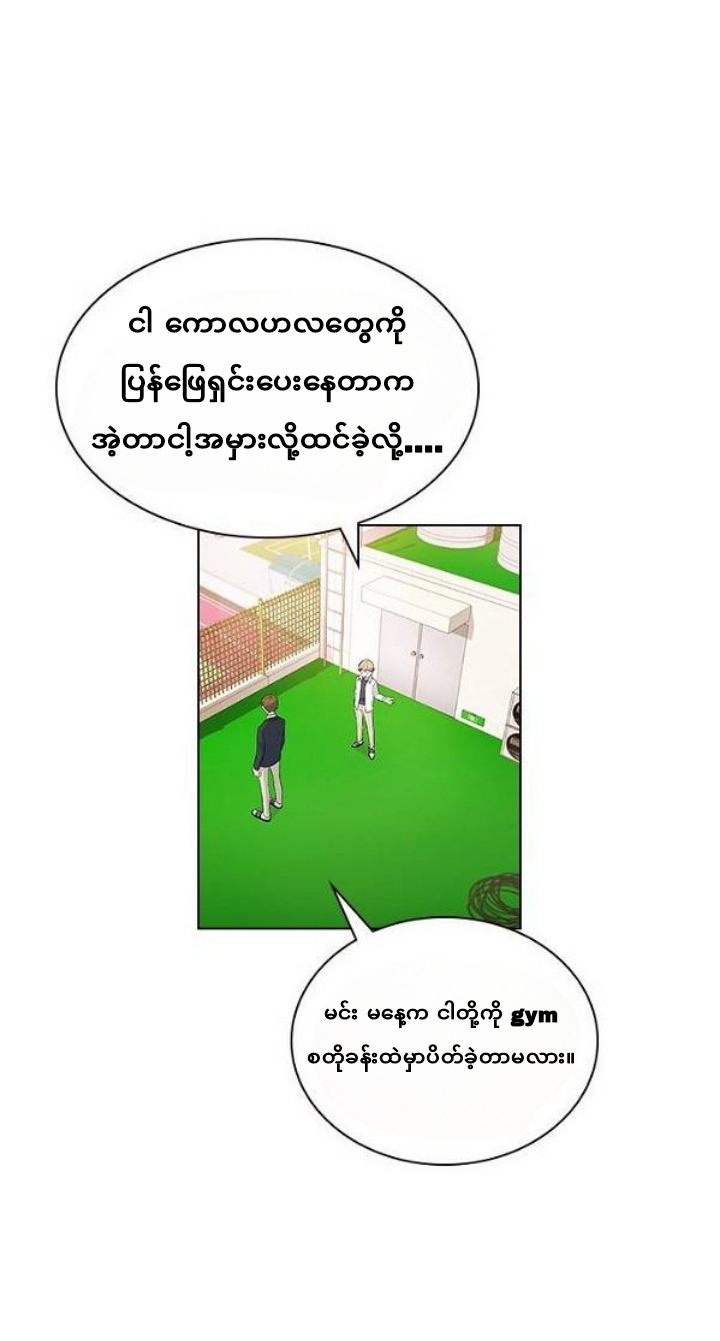 ငါ ကောလဟလတွေကို
ပြန်ဖြေရှင်းပေးနေတာက
အဲ့တာငါ့အမှားလို့ထင်ခဲ့လို့....
မင်း မနေ့က ငါတို့ကို gym
စတိုခန်းထဲမှာပိတ်ခဲ့တာမလား။